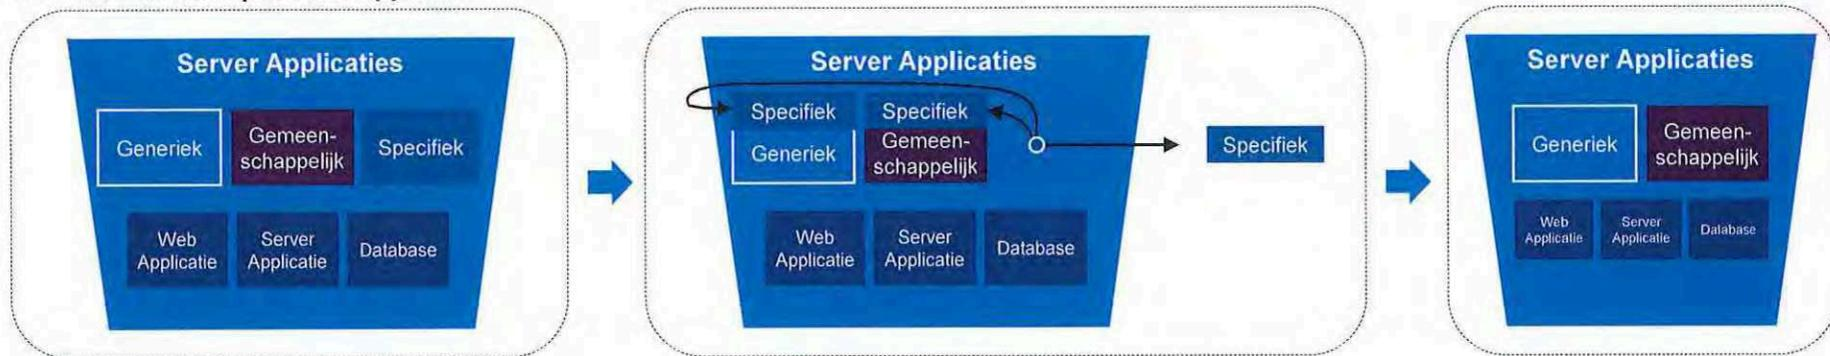 Server Applicaties
Generiek
Gemeen-
schappelijk
Specifiek
Web
Applicatie
Server
Applicatie
Database
Server Applicaties
Specifiek
Specifiek
Generiek
Gemeen-
schappelijk
Specifiek
Web
Applicatie
Server
Applicatie
Database
Server Applicaties
Generiek
Gemeen-
schappelijk
Web
Applicatie
Server
Applicatie
Database